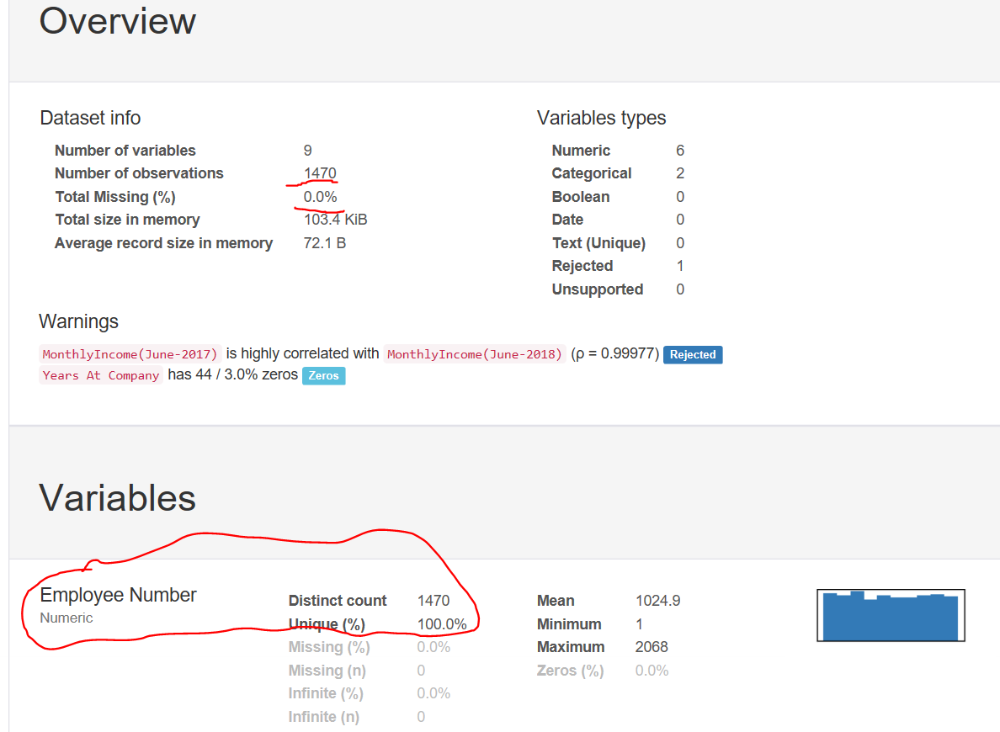 Overview
Dataset info
Number of variables 9
Number of observations 1470
Total Missing (%) 0.0%
Total size in memory 103.4 KiB
Average record size in memory 72.1 B
Variables types
Numeric 6
Categorical 2
Boolean 0
Date 0
Text (Unique) 0
Rejected 1
Unsupported 0
Warnings
MonthlyIncome(June-2017) is highly correlated with MonthlyIncome(June-2018) (ρ = 0.99977) Rejected
Years At Company has 44 / 3.0% zeros Zeros
Variables
Employee Number
Numeric
Distinct count 1470
Unique (%) 100.0%
Missing (%) 0.0%
Missing (n) 0
Infinite (%) 0.0%
Infinite (n) 0
Mean 1024.9
Minimum 1
Maximum 2068
Zeros (%) 0.0%